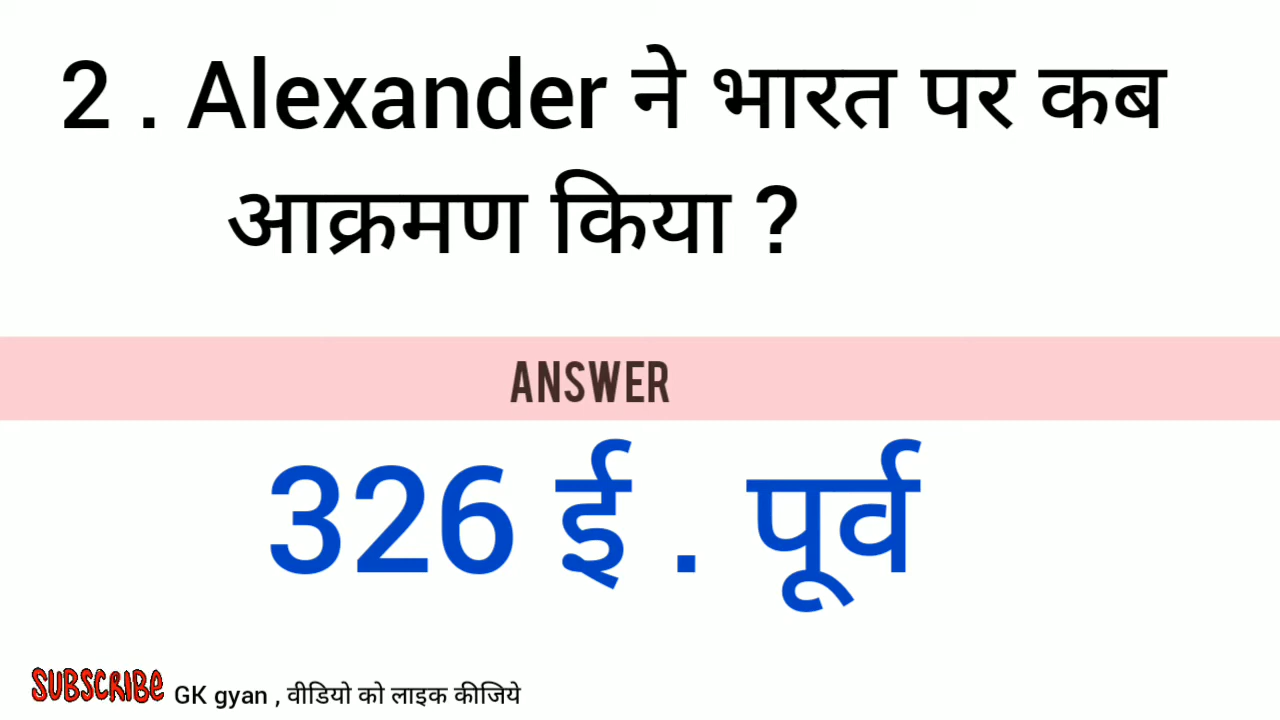 2 . Alexander ने भारत पर कब
आक्रमण किया ?
ANSWER
326 ई . पूर्व
SUBSCRIBE GK gyan , वीडियो को लाइक कीजिये